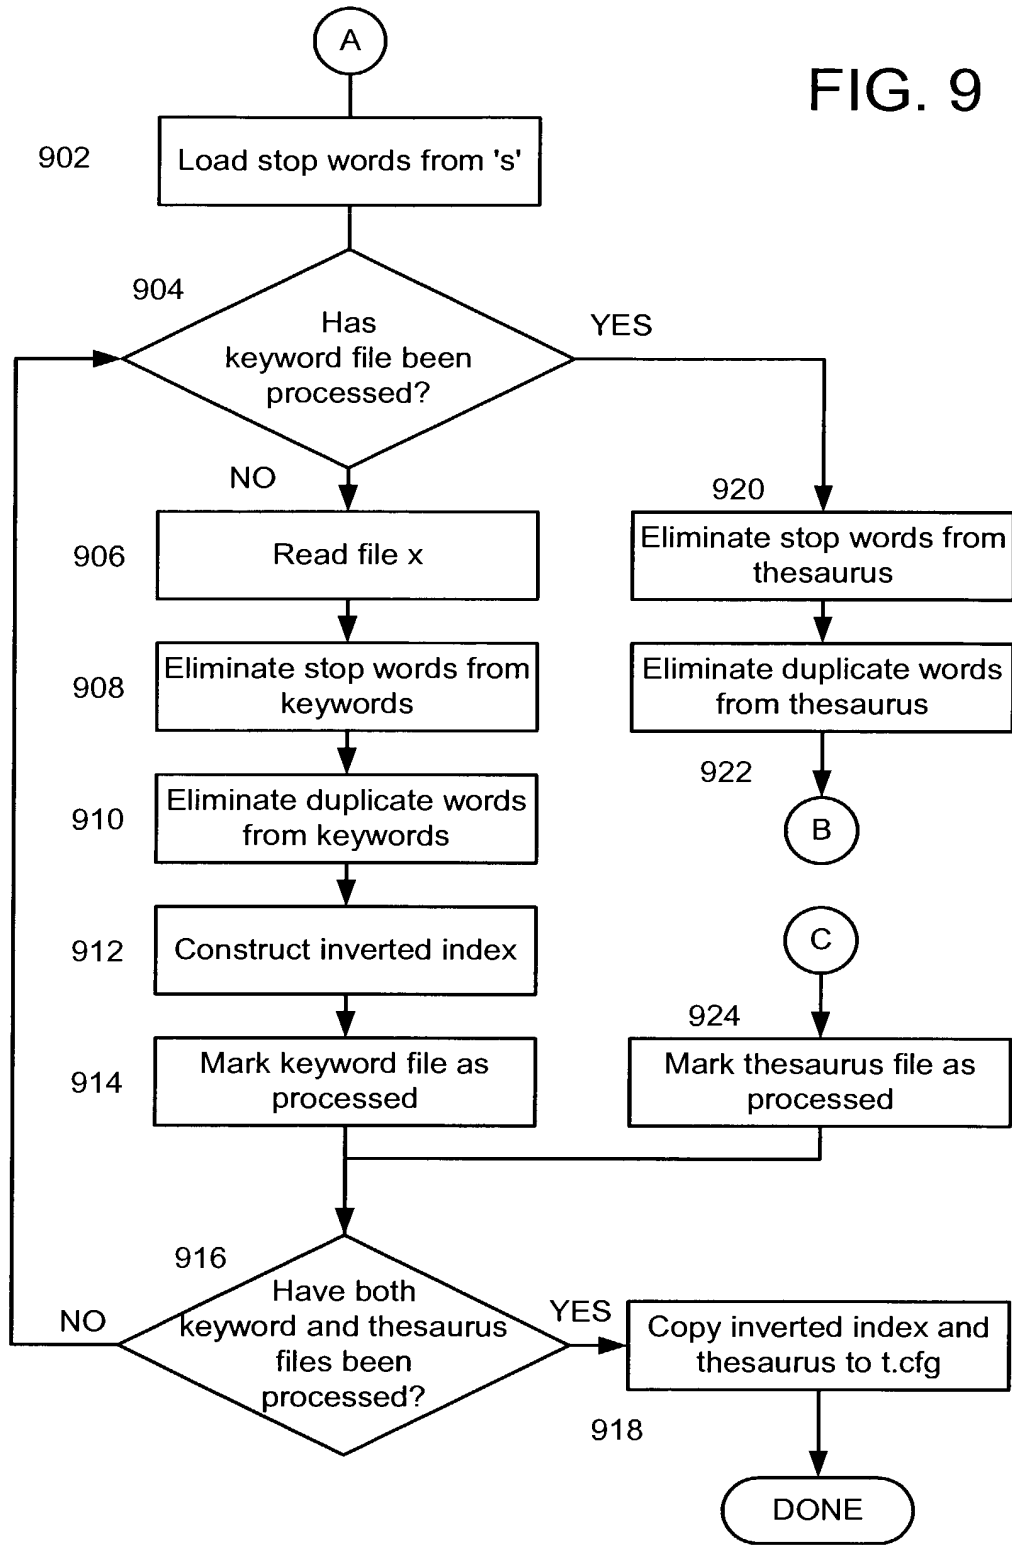 A
FIG. 9
902
Load stop words from 's'
904
Has
keyword file been
processed?
YES
NO
906
Read file x
920
Eliminate stop words from
thesaurus
908
Eliminate stop words from
keywords
Eliminate duplicate words
from thesaurus
922
910
Eliminate duplicate words
from keywords
B
912
Construct inverted index
C
924
914
Mark keyword file as
processed
Mark thesaurus file as
processed
916
Have both
keyword and thesaurus
files been
processed?
NO
YES
Copy inverted index and
thesaurus to t.cfg
918
DONE